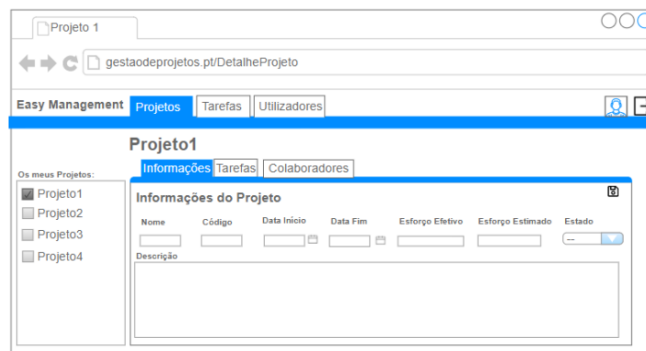 Projeto 1
gestaodeprojetos.pt/DetalheProjeto
Easy Management Projetos Tarefas Utilizadores
Projeto1
Informações Tarefas Colaboradores
Os meus Projetos:
Projeto1
Projeto2
Projeto3
Projeto4
Informações do Projeto
Nome Código Data Início Data Fim Esforço Efetivo Esforço Estimado Estado
--
Descrição